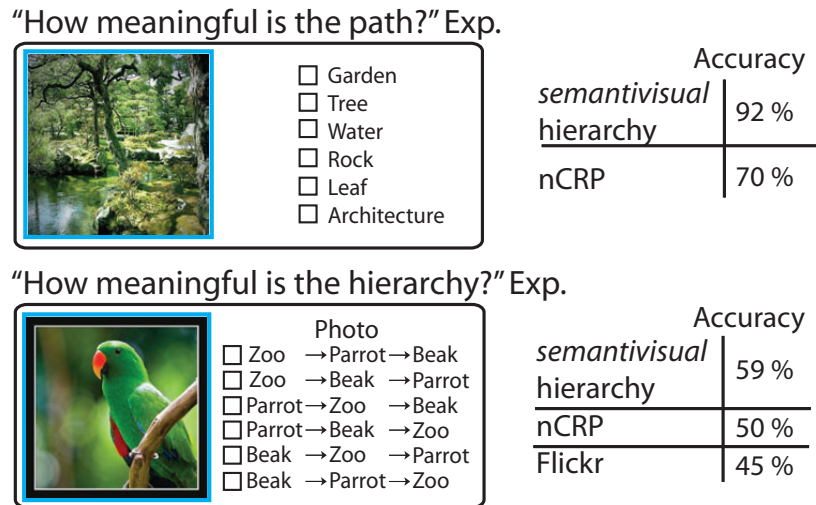 “How meaningful is the path?” Exp.
Garden
Tree
Water
Rock
Leaf
Architecture
Accuracy
semantivisual
hierarchy
92 %
nCRP
70 %
“How meaningful is the hierarchy?” Exp.
Photo
Zoo →Parrot→Beak
Zoo →Beak →Parrot
Parrot→Zoo →Beak
Parrot→Beak →Zoo
Beak →Zoo →Parrot
Beak →Parrot→Zoo
Accuracy
semantivisual
hierarchy
59 %
nCRP 50 %
Flickr 45 %